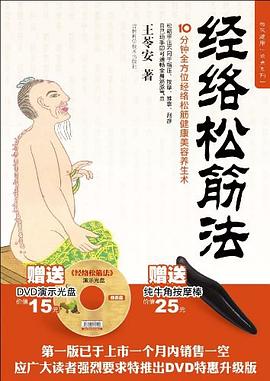 经络松筋法
10分钟全方位经络松筋健康美容养生术
王苓安 著
赠送
DVD演示光盘
价值15元
《经络松筋法》
演示光盘
赠送
纯牛角按摩棒
价值25元
第一版已于上市一个月内销售一空
应广大读者强烈要求特推出DVD特惠升级版